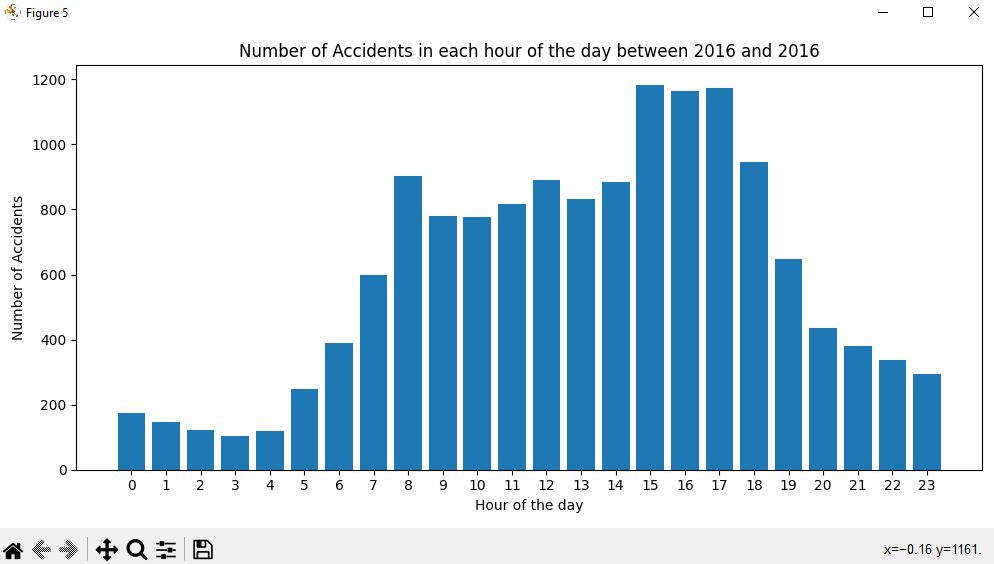 Figure 5
Number of Accidents in each hour of the day between 2016 and 2016
Number of Accidents
1200
1000
800
600
400
200
0
0 1 2 3 4 5 6 7 8 9 10 11 12 13 14 15 16 17 18 19 20 21 22 23
Hour of the day
x=−0.16 y=1161.